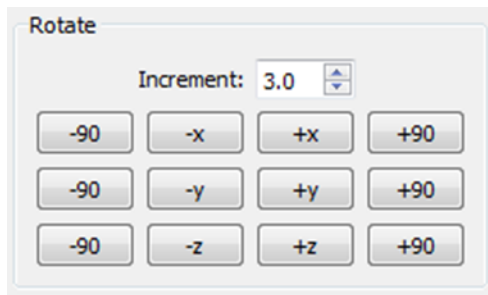 Rotate
Increment: 3.0
-90 -x +x +90
-90 -y +y +90
-90 -z +z +90